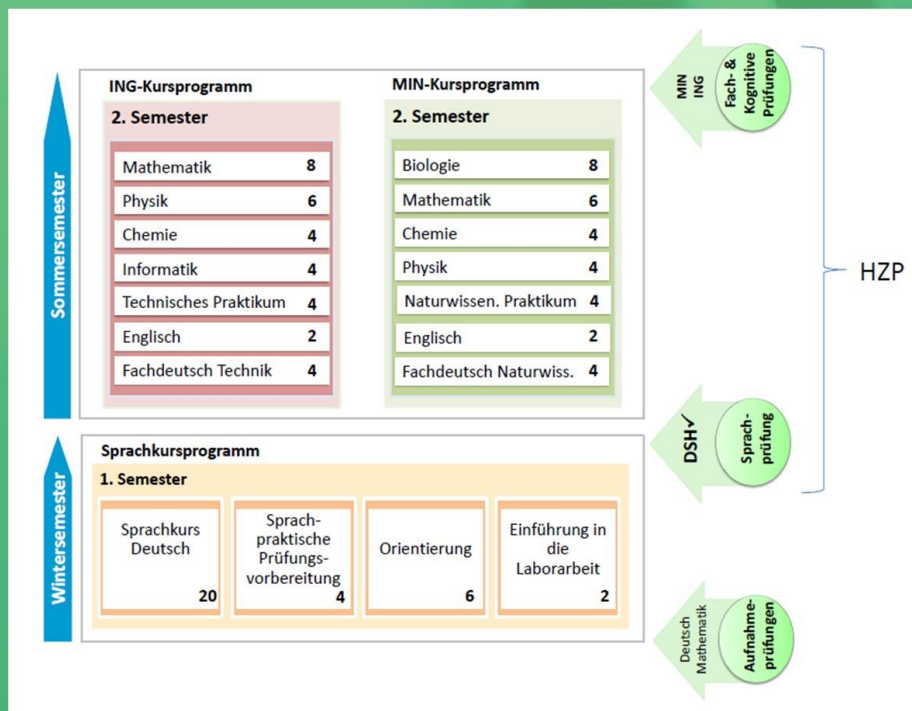 ING-Kursprogramm
2. Semester
Mathematik 8
Physik 6
Chemie 4
Informatik 4
Technisches Praktikum 4
Englisch 2
Fachdeutsch Technik 4
MIN-Kursprogramm
2. Semester
Biologie 8
Mathematik 6
Chemie 4
Physik 4
Naturwissen. Praktikum 4
Englisch 2
Fachdeutsch Naturwiss. 4
Sommersemester
MIN
ING
Fach- &
Kognitive
Prüfungen
HZP
DSH✓
Sprach-
prüfung
Wintersemester
Sprachkursprogramm
1. Semester
Sprachkurs
Deutsch
20
Sprach-
praktische
Prüfungs-
vorbereitung
4
Orientierung
6
Einführung in
die
Laborarbeit
2
Deutsch
Mathematik
Aufnahme-
prüfungen